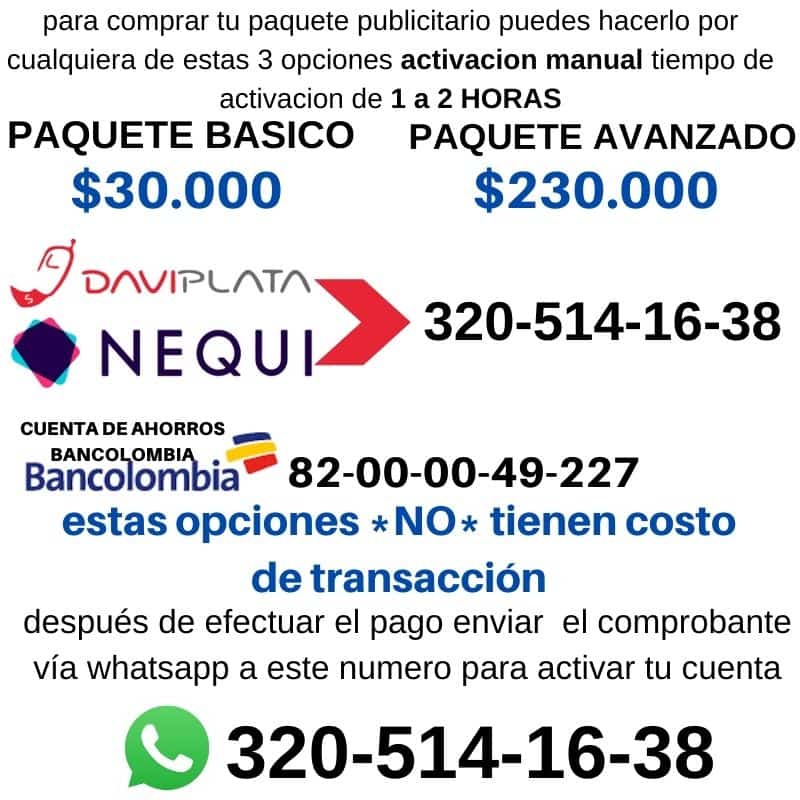 para comprar tu paquete publicitario puedes hacerlo por
cualquiera de estas 3 opciones activacion manual tiempo de
activacion de 1 a 2 HORAS
PAQUETE BASICO
$30.000
PAQUETE AVANZADO
$230.000
DAVIPLATA
NEQUI
320-514-16-38
CUENTA DE AHORROS
BANCOLOMBIA
Bancolombia
82-00-00-49-227
estas opciones *NO* tienen costo
de transacción
después de efectuar el pago enviar el comprobante
vía whatsapp a este numero para activar tu cuenta
320-514-16-38